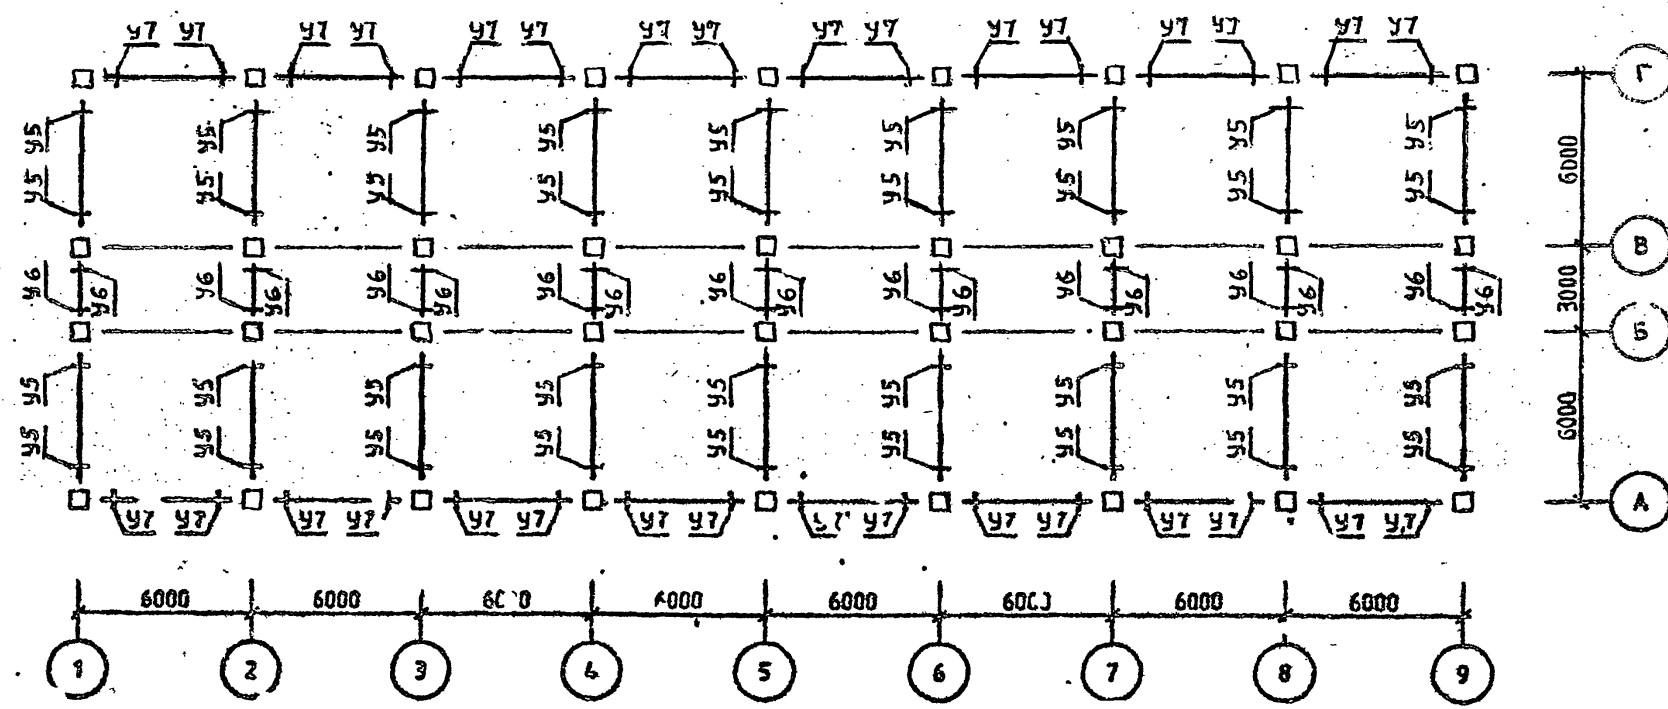 У7 У7 У7 У7 У7 У7 У7 У7 У7 У7 У7 У7 У7 У7 У7 У7
Г
У5 У5 У5 У5 У5 У5 У5 У5 У5
6000
У5 У5 У5 У5 У5 У5 У5 У5 У5
В
У6 У6 У6 У6 У6 У6 У6 У6 У6 У6 У6 У6 У6 У6 У6 У6 У6 У6
3000
Б
У5 У5 У5 У5 У5 У5 У5 У5 У5
6000
У5 У5 У5 У5 У5 У5 У5 У5 У5
А
У7 У7 У7 У7 У7 У7 У7 У7 У7 У7 У7 У7 У7 У7 У7
6000 6000 6000 6000 6000 6000
1 2 3 4 5 6 7 8 9